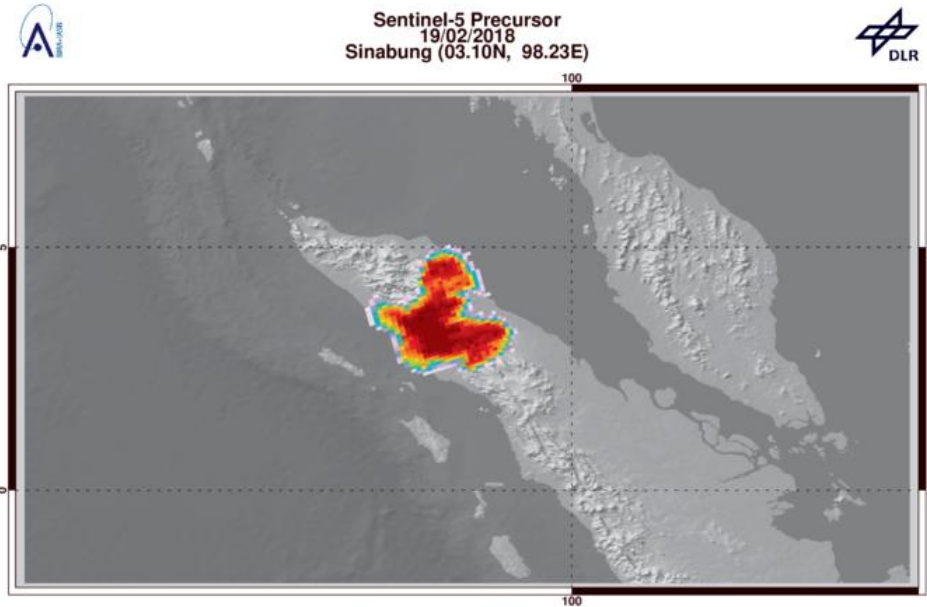 Sentinel-5 Precursor
19/02/2018
Sinabung (03.10N, 98.23E)
DLR
100
5
0
100